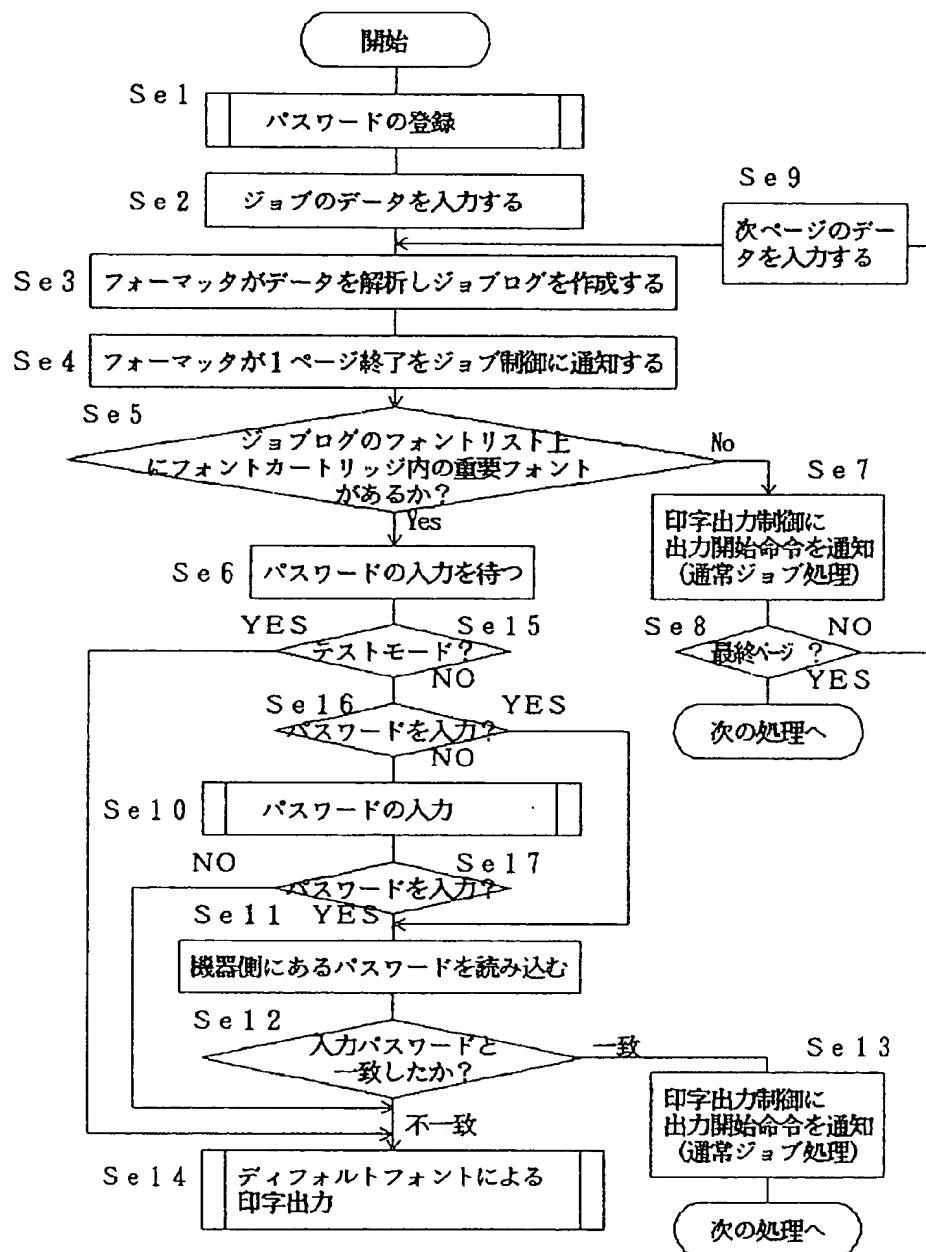 開始
Se1
パスワードの登録
Se2
ジョブのデータを入力する
Se9
次ページのデー
タを入力する
Se3
フォーマッタがデータを解析しジョブログを作成する
Se4
フォーマッタが1ページ終了をジョブ制御に通知する
Se5
ジョブログのフォントリスト上
にフォントカートリッジ内の重要フォント
があるか?
No
Yes
Se7
印字出力制御に
出力開始命令を通知
(通常ジョブ処理)
Se6
パスワードの入力を待つ
Se8
最終ページ ?
NO
YES
次の処理へ
YES
Se15
テストモード?
NO
Se16
YES
パスワードを入力?
NO
Se10
パスワードの入力
NO
Se17
パスワードを入力?
Se11
YES
機器側にあるパスワードを読み込む
Se12
入力パスワードと
一致したか?
一致
Se13
印字出力制御に
出力開始命令を通知
(通常ジョブ処理)
不一致
Se14
ディフォルトフォントによる
印字出力
次の処理へ